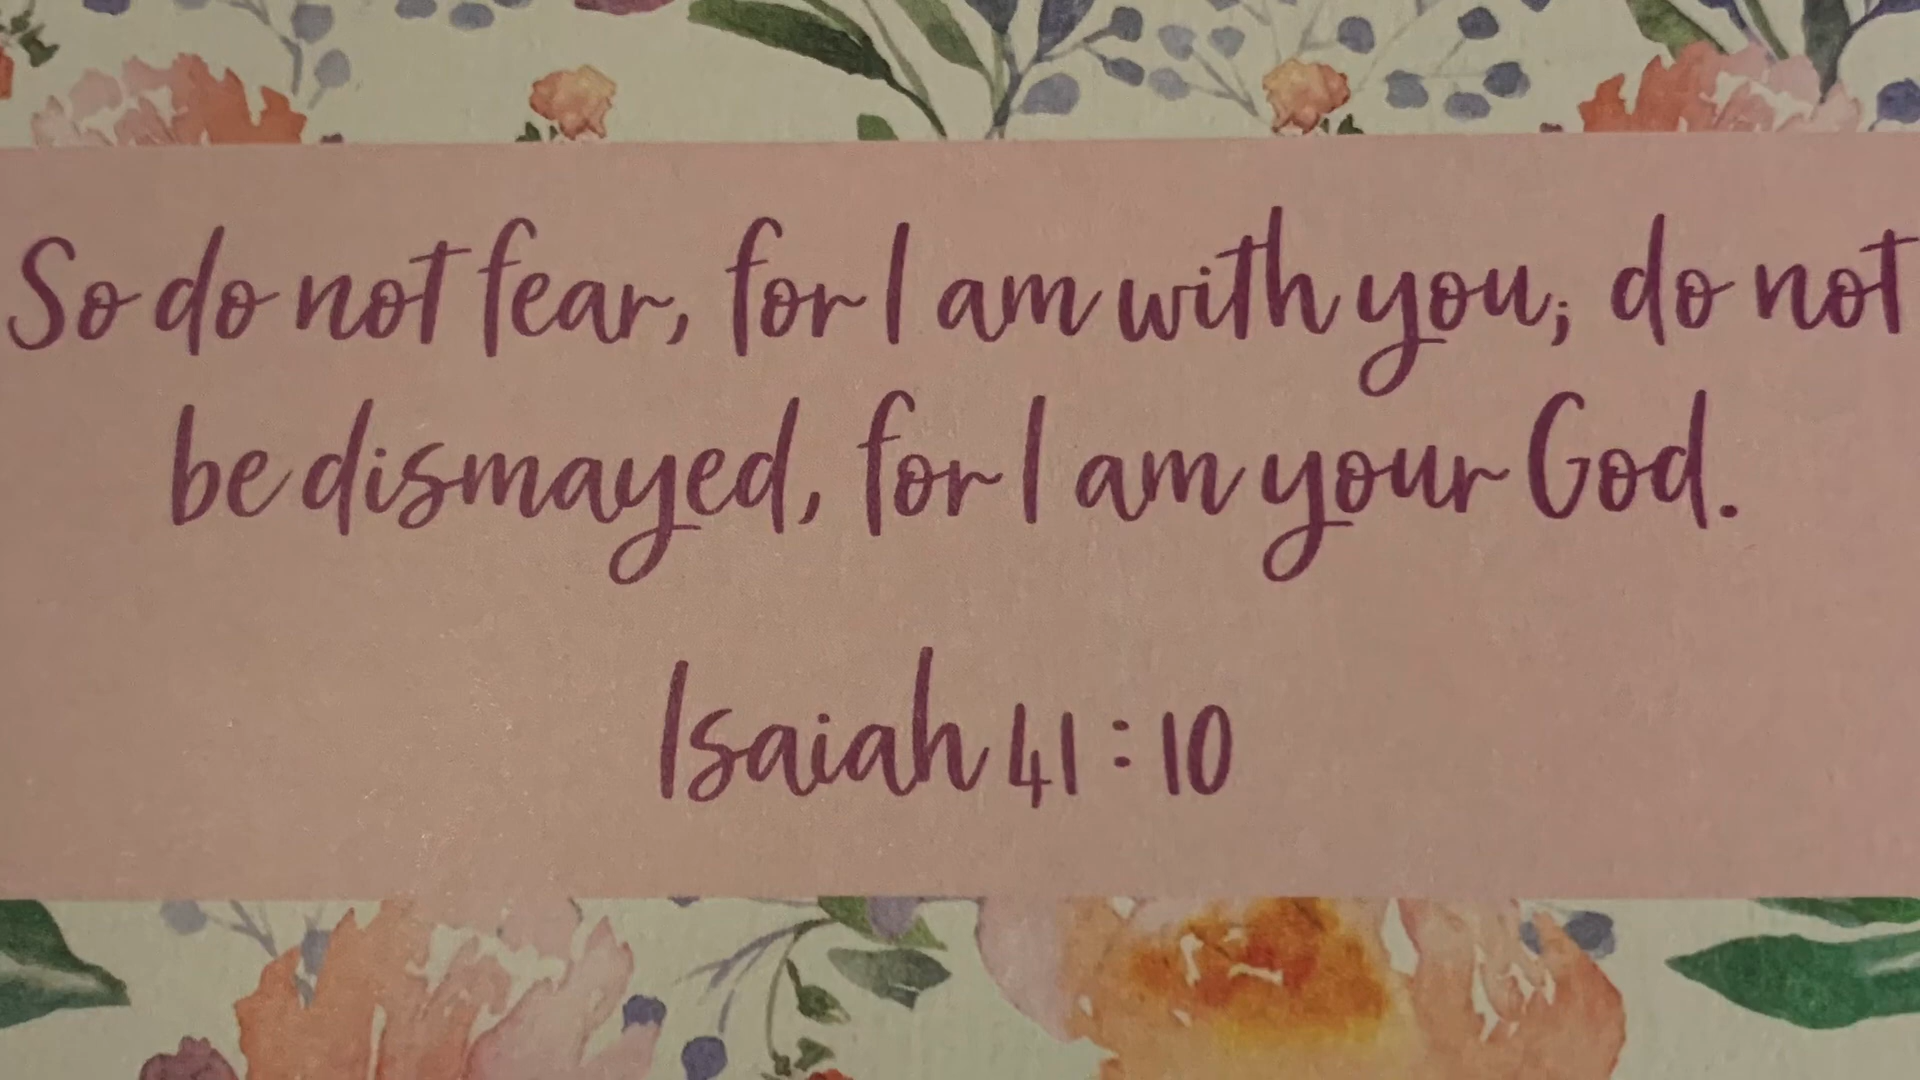 So do not fear, for I am with you; do not
be dismayed, for I am your God.
Isaiah 41:10